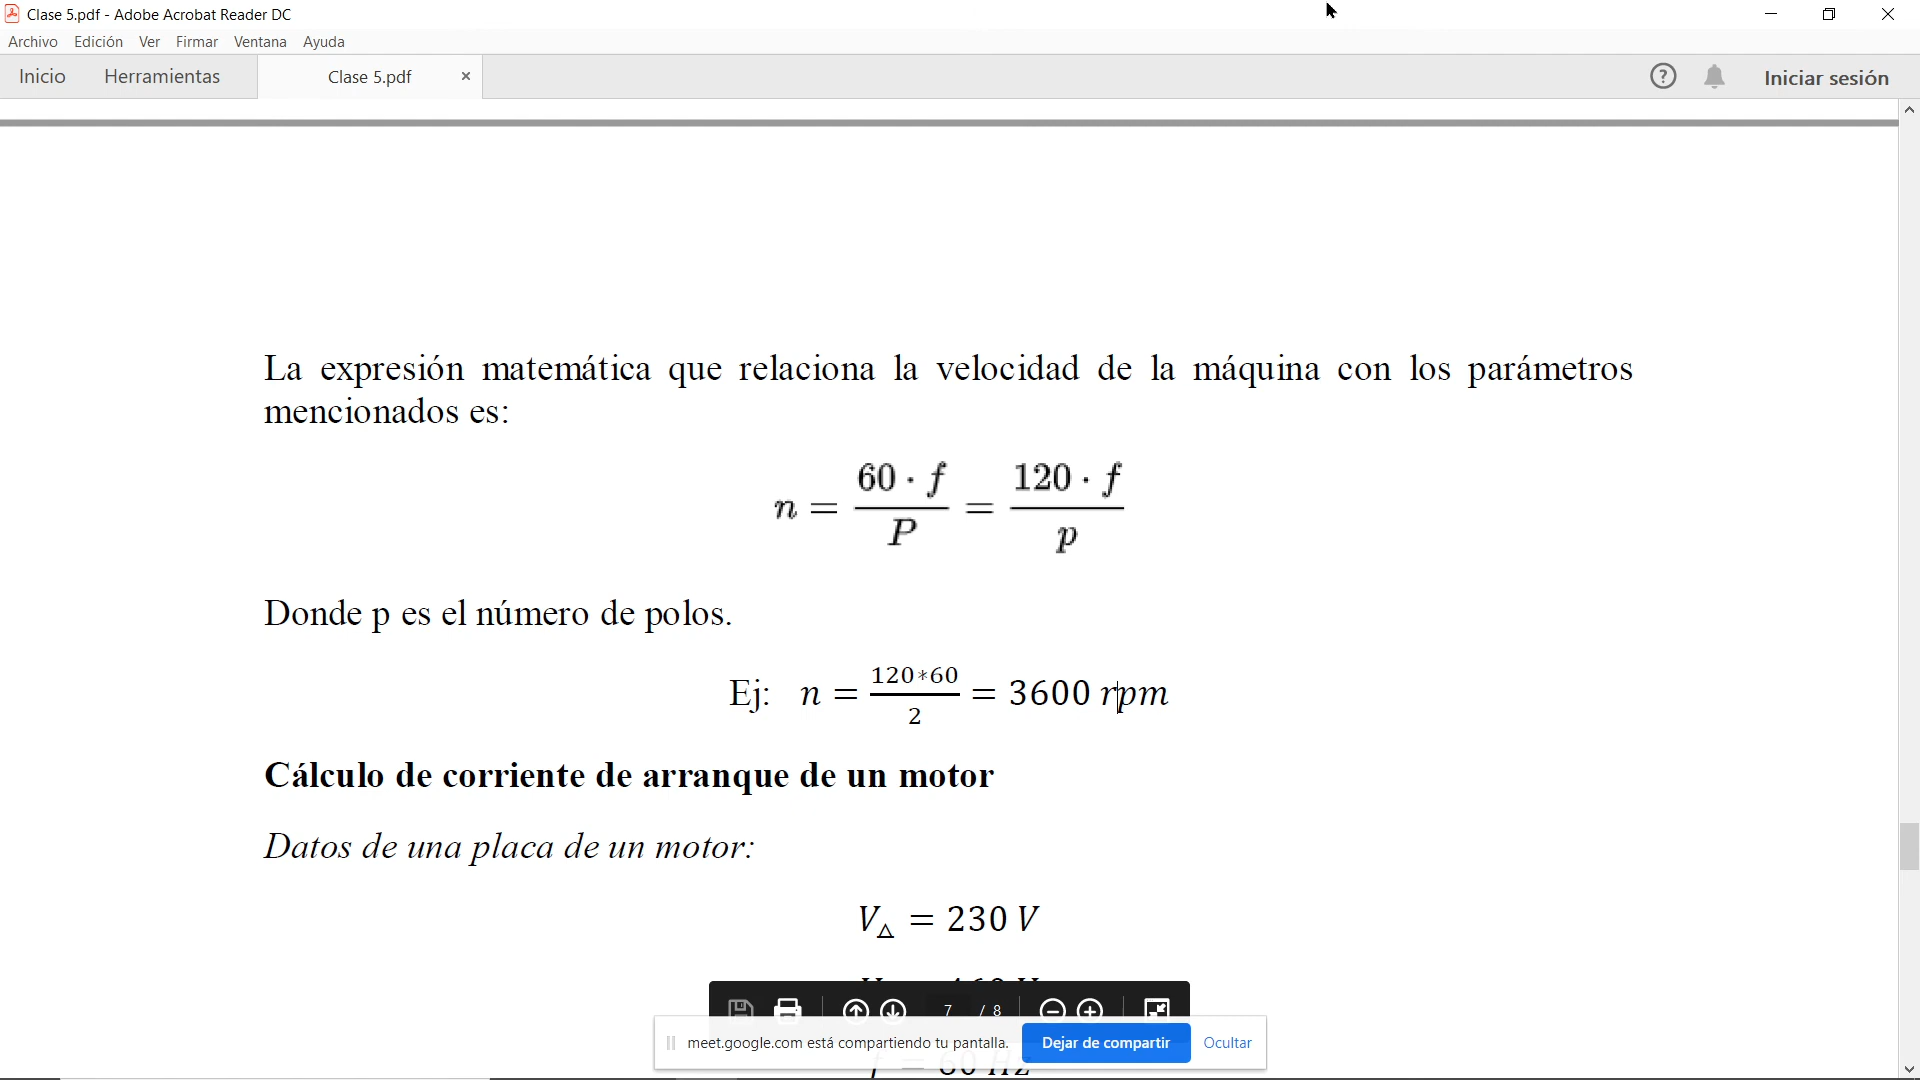 Clase 5.pdf - Adobe Acrobat Reader DC
Archivo Edición Ver Firmar Ventana Ayuda
Inicio Herramientas Clase 5.pdf × ? Iniciar sesión
La expresión matemática que relaciona la velocidad de la máquina con los parámetros
mencionados es:
n = 60 · f / P = 120 · f / p
Donde p es el número de polos.
Ej: n = 120*60 / 2 = 3600 rpm
Cálculo de corriente de arranque de un motor
Datos de una placa de un motor:
V△ = 230 V
7 / 8
meet.google.com está compartiendo tu pantalla. Dejar de compartir Ocultar
= 60 Hz